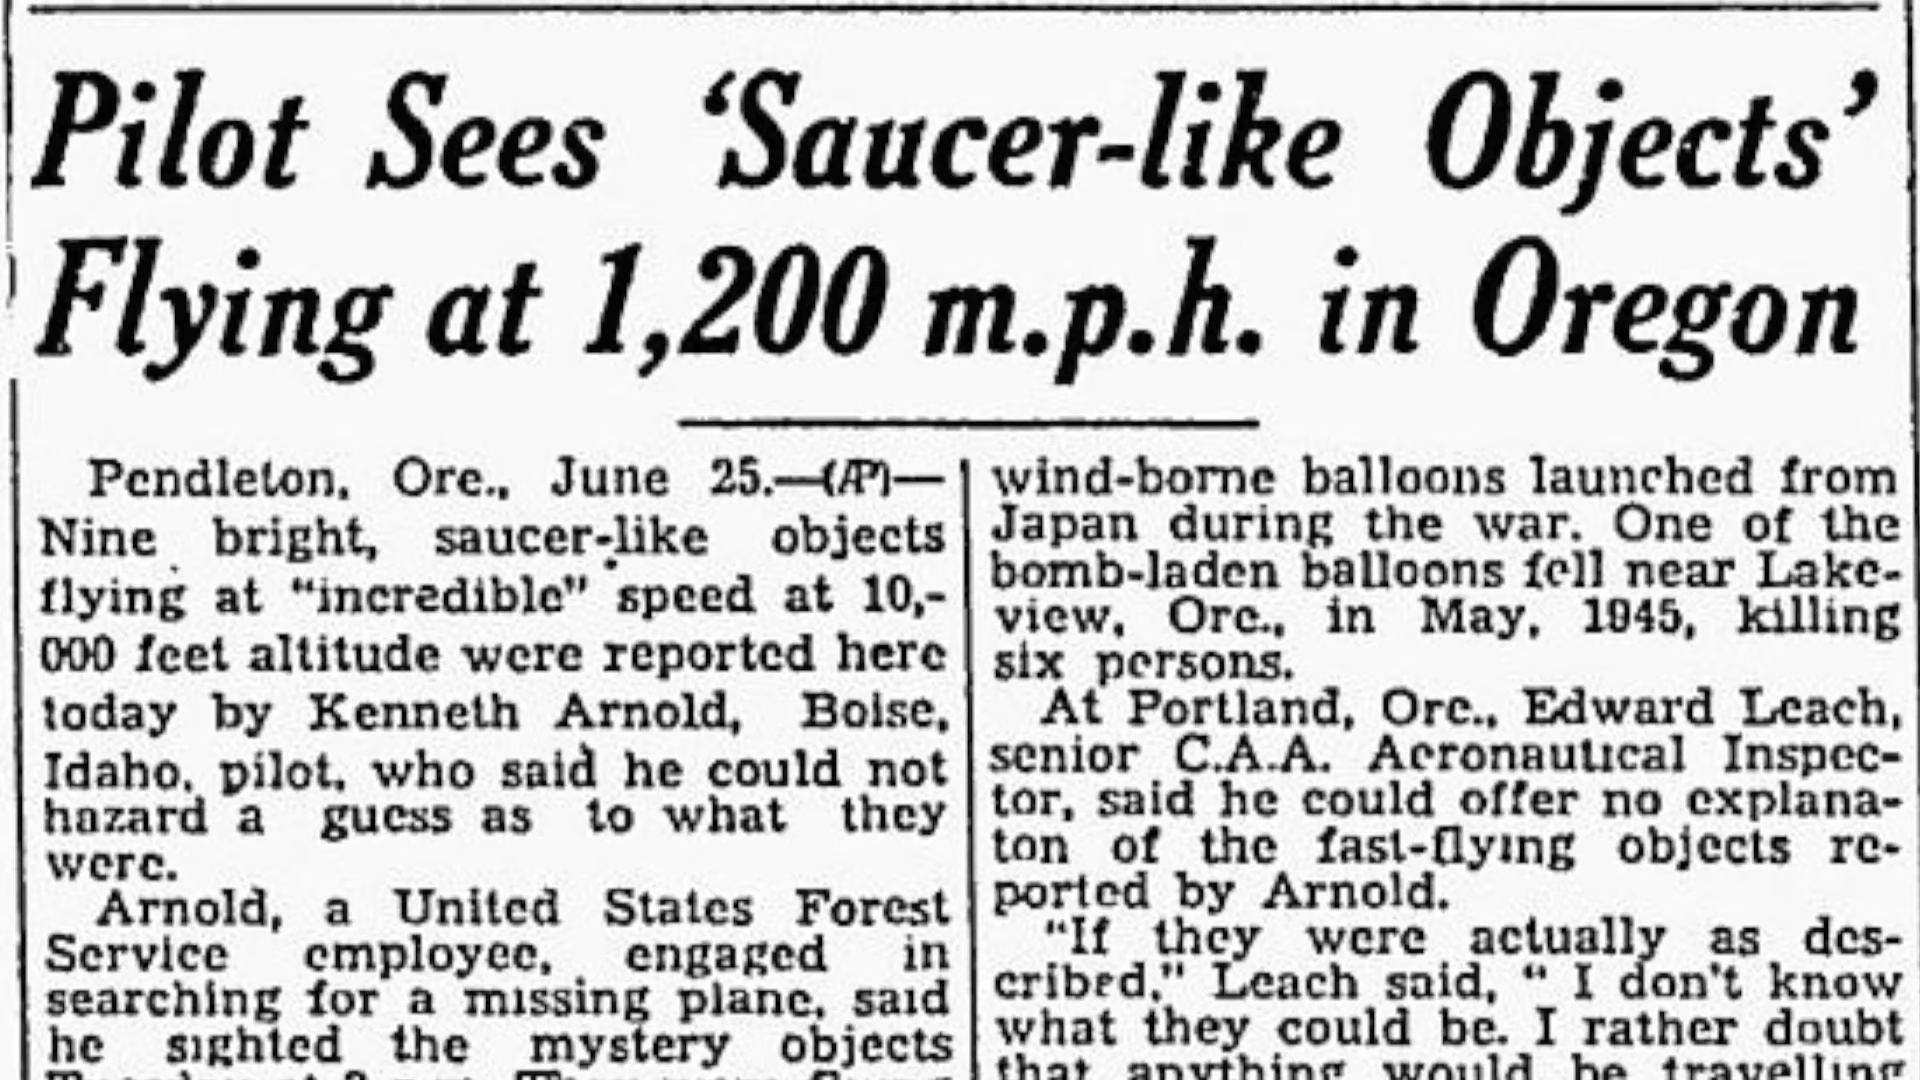 Pilot Sees ‘Saucer-like Objects’
Flying at 1,200 m.p.h. in Oregon
Pendleton, Ore., June 25.—(AP)—
Nine bright, saucer-like objects
flying at "incredible" speed at 10,-
000 feet altitude were reported here
today by Kenneth Arnold, Boise,
Idaho, pilot, who said he could not
hazard a guess as to what they
were.
Arnold, a United States Forest
Service employee, engaged in
searching for a missing plane, said
he sighted the mystery objects
wind-borne balloons launched from
Japan during the war. One of the
bomb-laden balloons fell near Lake-
view, Ore., in May, 1945, killing
six persons.
At Portland, Ore., Edward Leach,
senior C.A.A. Aeronautical Inspec-
tor, said he could offer no explana-
ton of the fast-flying objects re-
ported by Arnold.
"If they were actually as des-
cribed," Leach said, " I don't know
what they could be. I rather doubt
that anything would be travelling